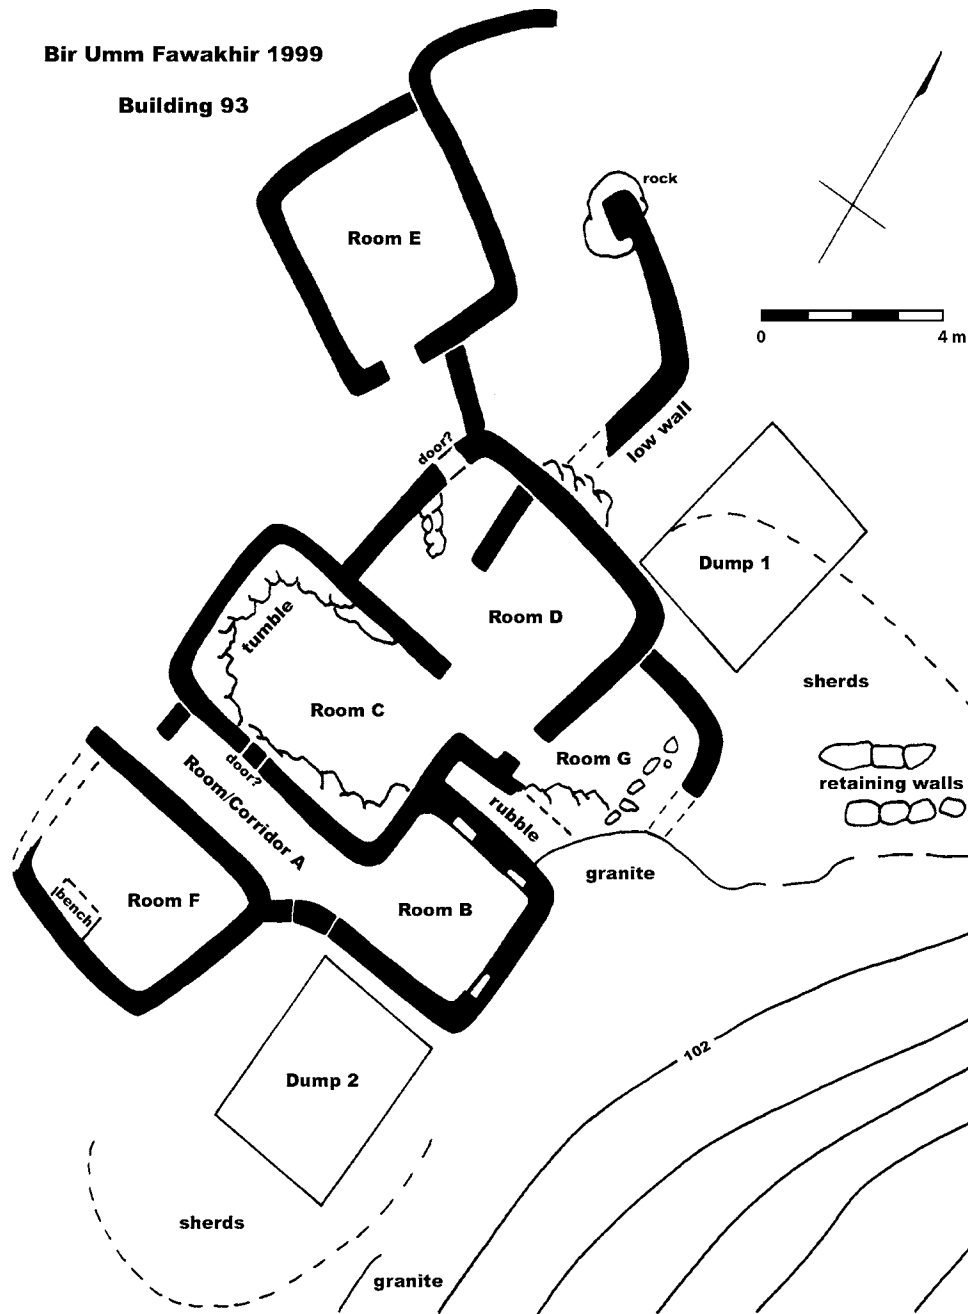 Bir Umm Fawakhir 1999
Building 93
rock
Room E
0 4 m
low wall
door?
Dump 1
tumble
Room D
sherds
Room C
Room G
door?
Room/Corridor A
retaining walls
rubble
granite
bench
Room F
Room B
102
Dump 2
sherds
granite